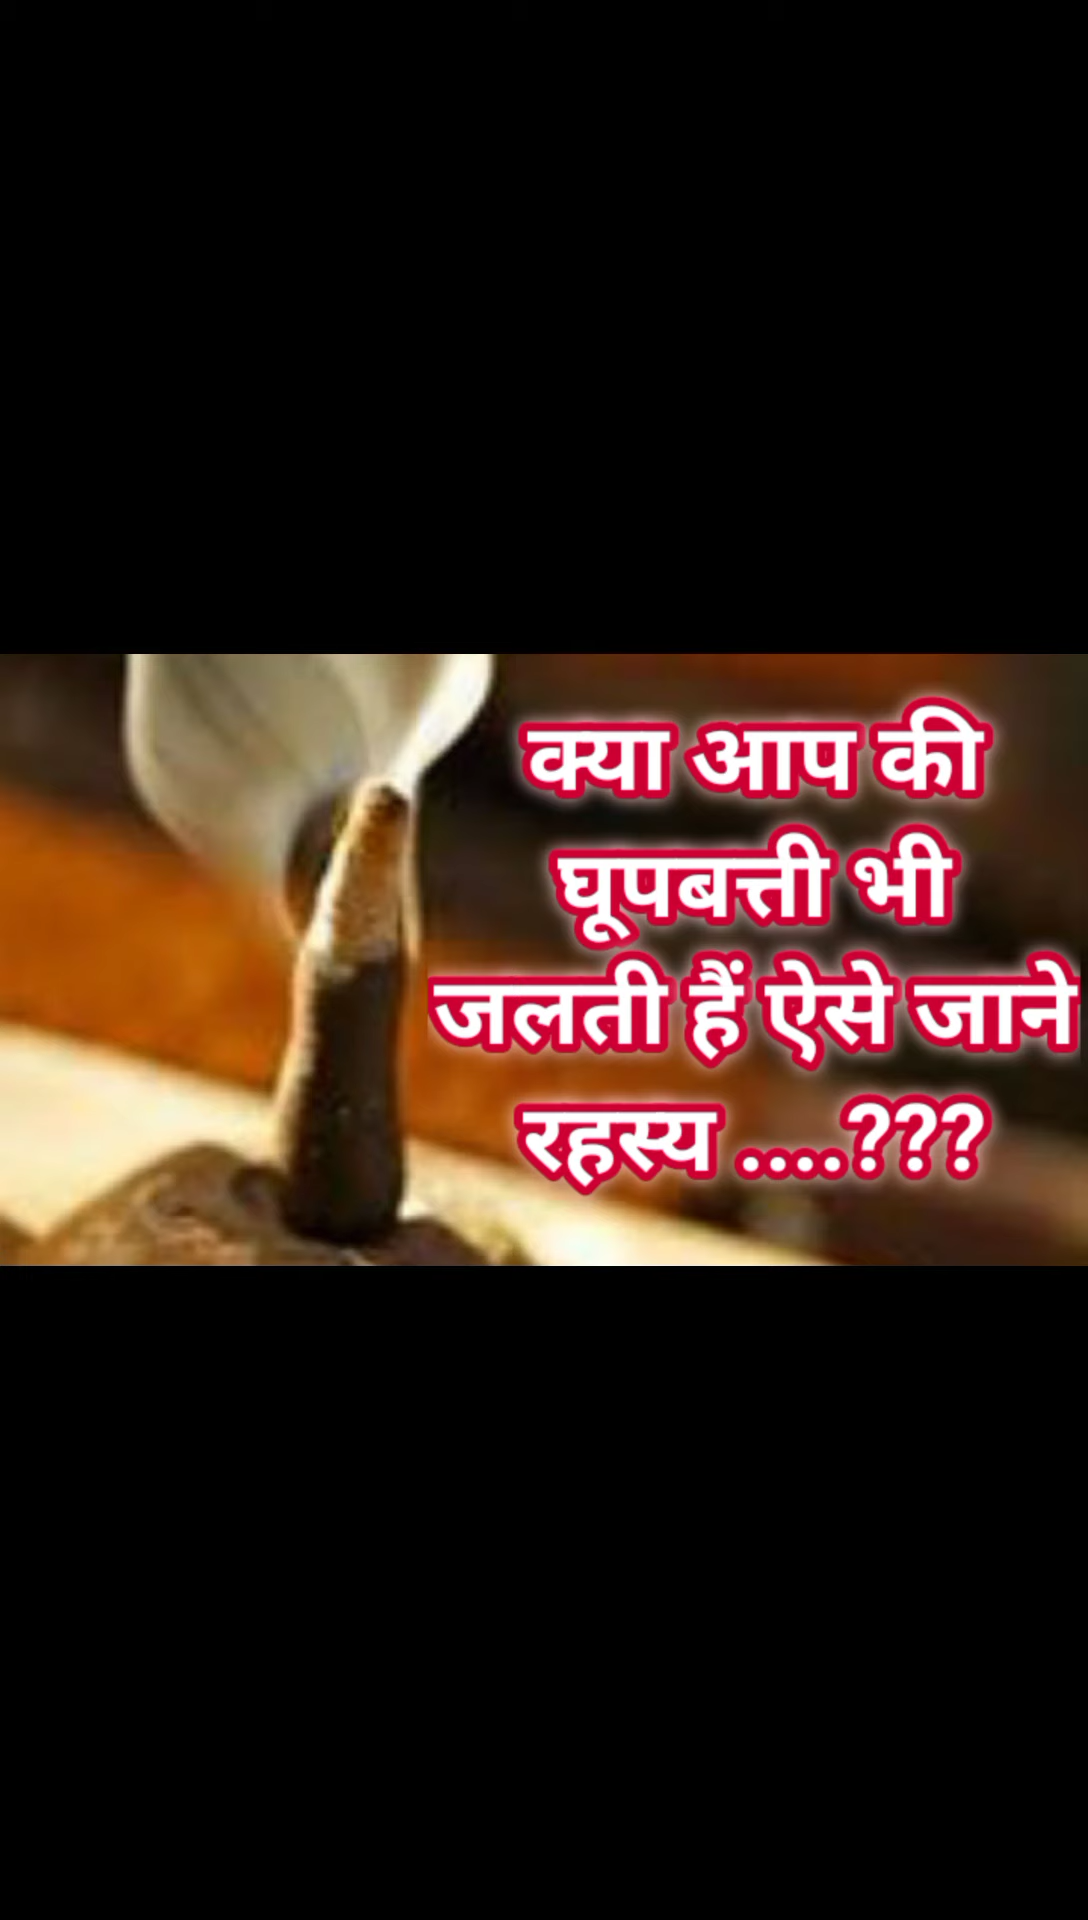 क्या आप की
घूपबत्ती भी
जलती हैं ऐसे जाने
रहस्य ....???